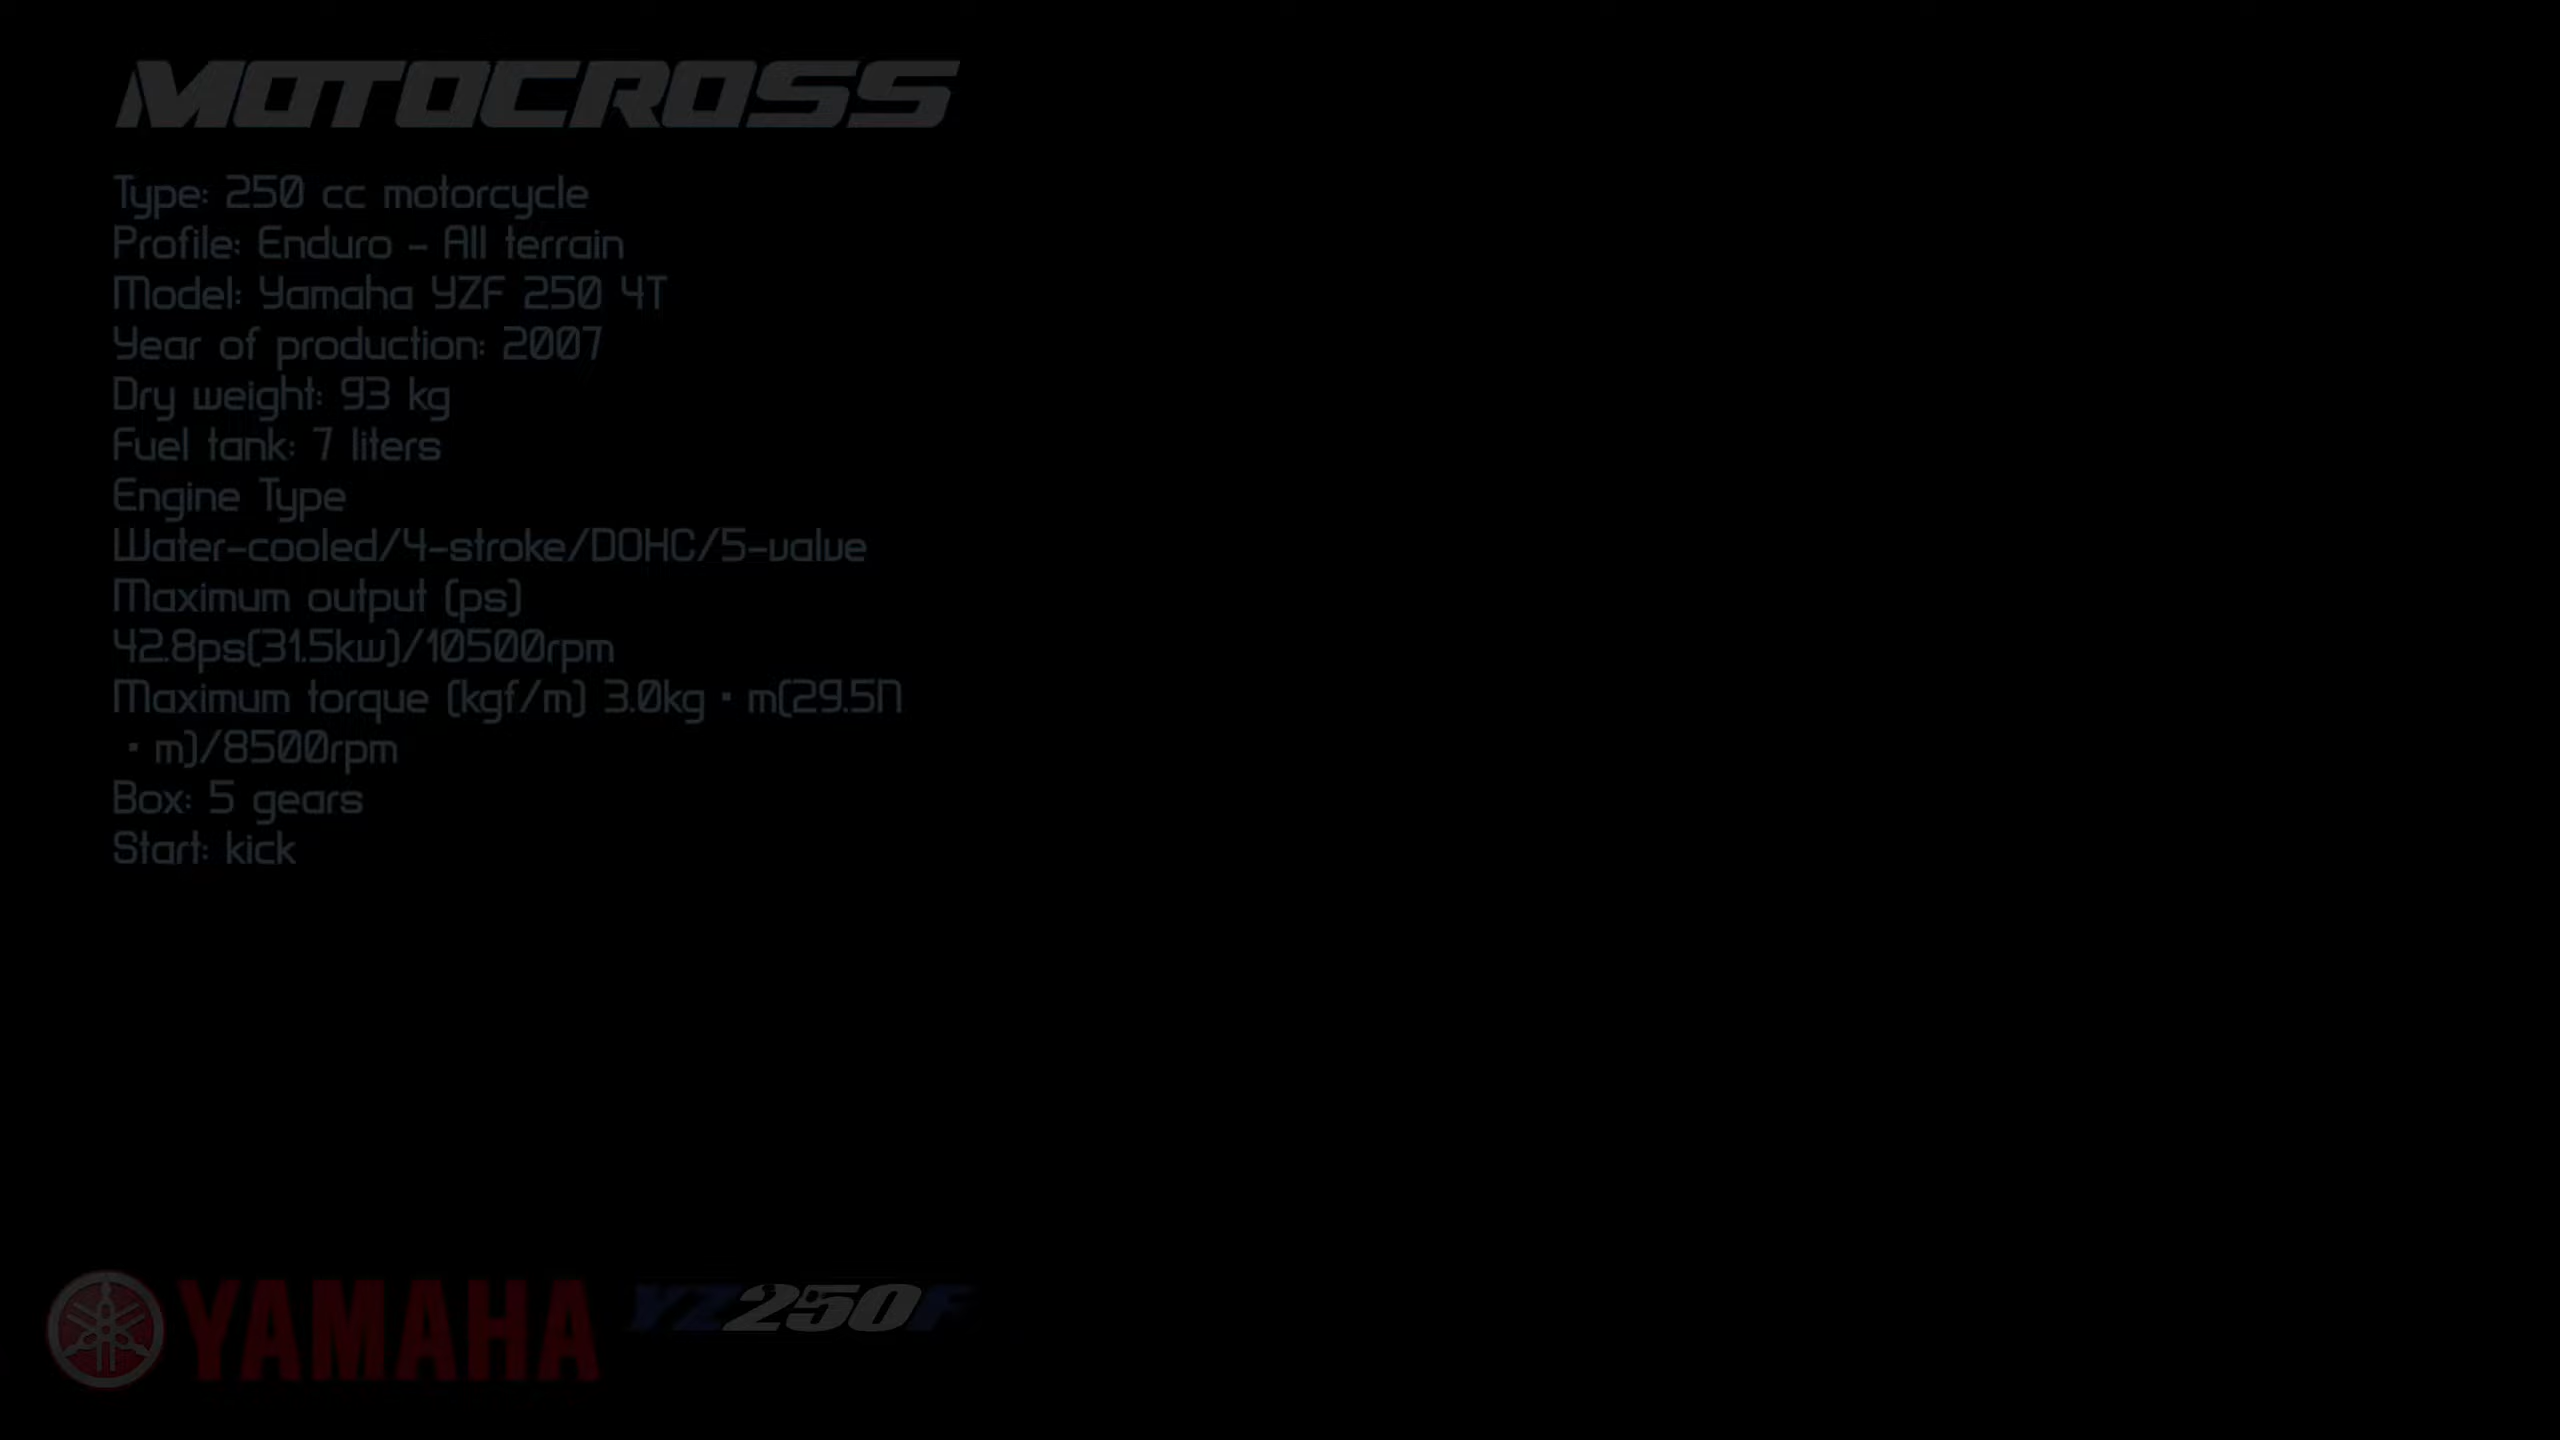 MOTOCROSS
Type: 250 cc motorcycle
Profile: Enduro - All terrain
Model: Yamaha YZF 250 4T
Year of production: 2007
Dry weight: 93 kg
Fuel tank: 7 liters
Engine Type
Water-cooled/4-stroke/DOHC/5-valve
Maximum output (ps)
42.8ps(31.5kw)/10500rpm
Maximum torque (kgf/m) 3.0kg・m(29.5N
・m)/8500rpm
Box: 5 gears
Start: kick
YAMAHA YZ250F